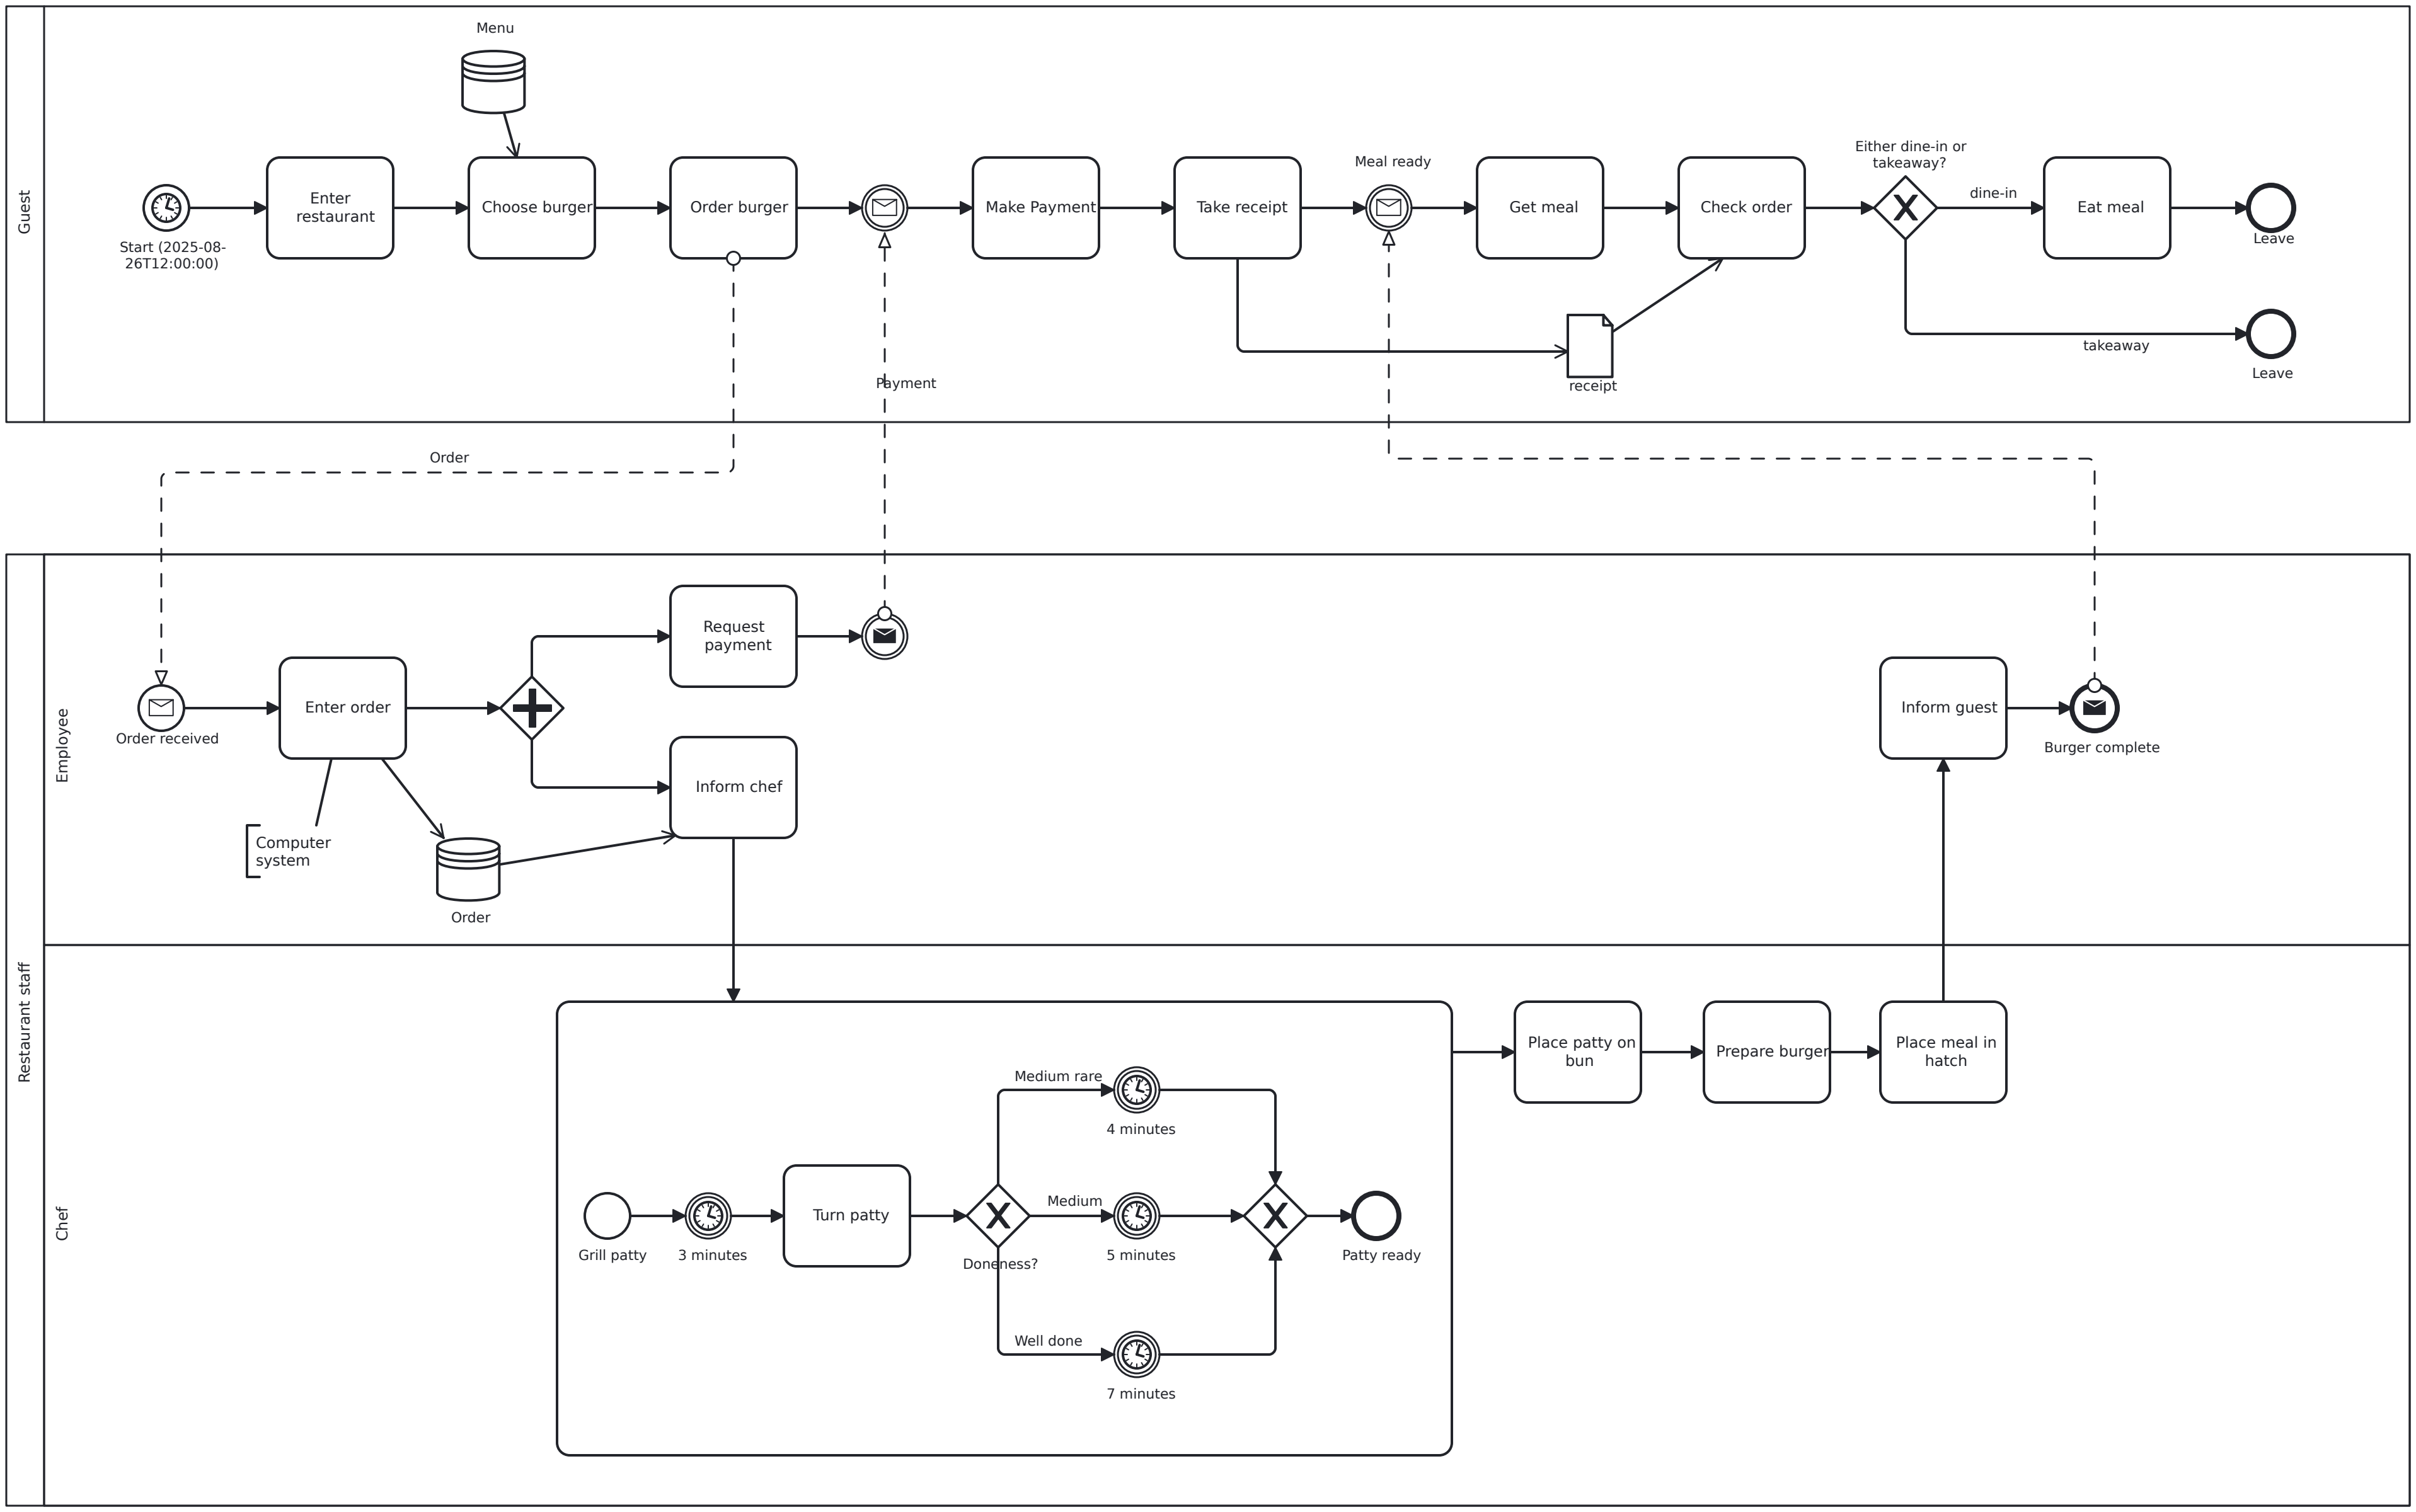 Menu
Guest
Start (2025-08-
26T12:00:00)
Enter
restaurant
Choose burger
Order burger
Make Payment
Take receipt
Meal ready
Get meal
Check order
Either dine-in or
takeaway?
dine-in
Eat meal
Leave
takeaway
Leave
receipt
Payment
Order
Restaurant staff
Employee
Order received
Enter order
Computer
system
Order
Request
payment
Inform chef
Inform guest
Burger complete
Chef
Grill patty
3 minutes
Turn patty
Doneness?
Medium rare
4 minutes
Medium
5 minutes
Well done
7 minutes
Patty ready
Place patty on
bun
Prepare burger
Place meal in
hatch